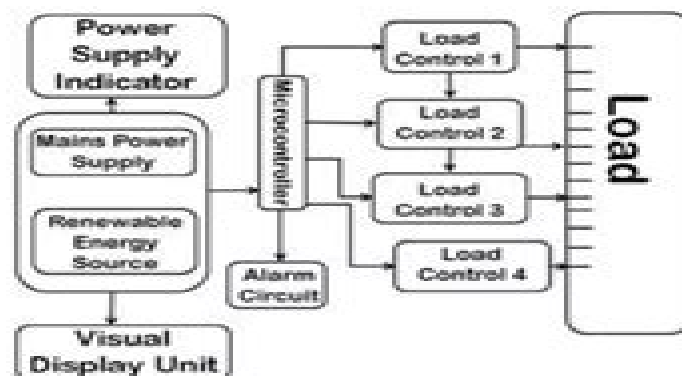 Power
Supply
Indicator
Mains Power
Supply
Renewable
Energy
Source
Visual
Display Unit
Microcontroller
Alarm
Circuit
Load
Control 1
Load
Control 2
Load
Control 3
Load
Control 4
Load